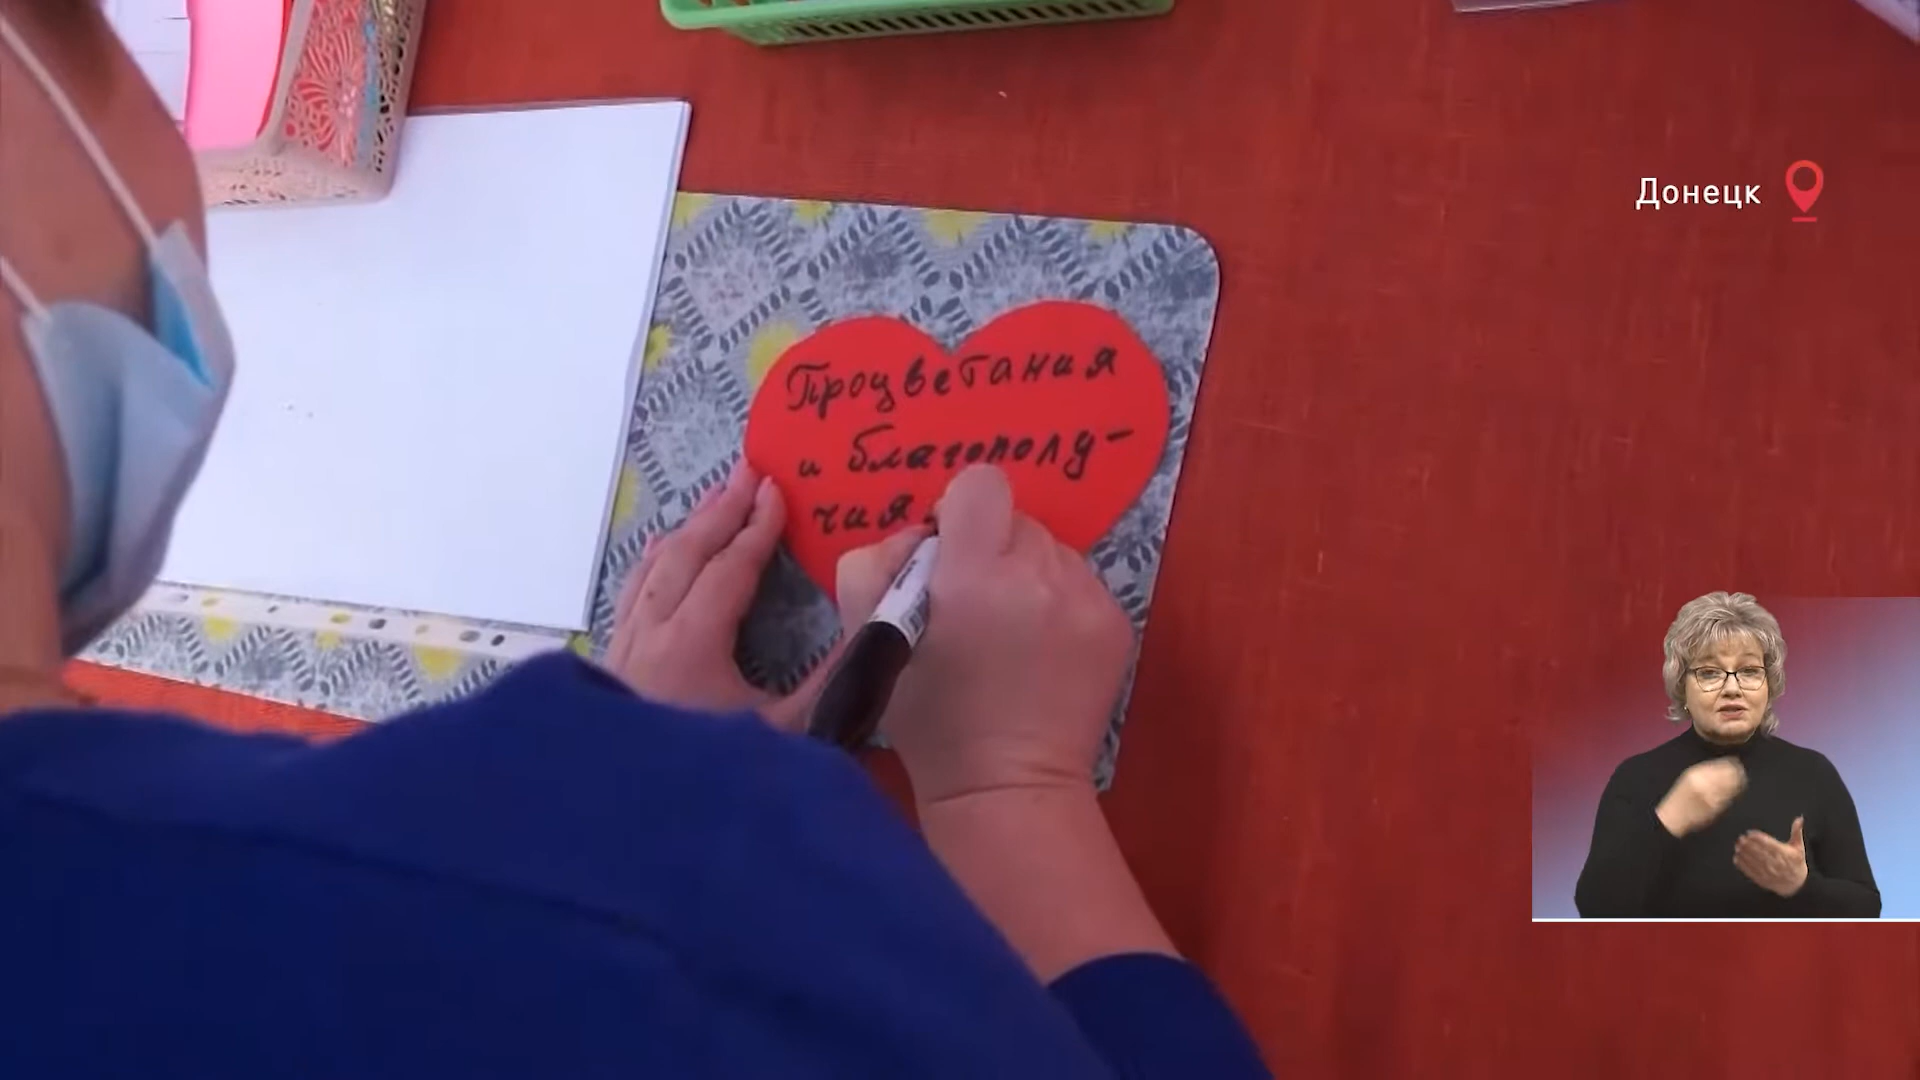 Донецк
Процветания
и благополу-
чия.